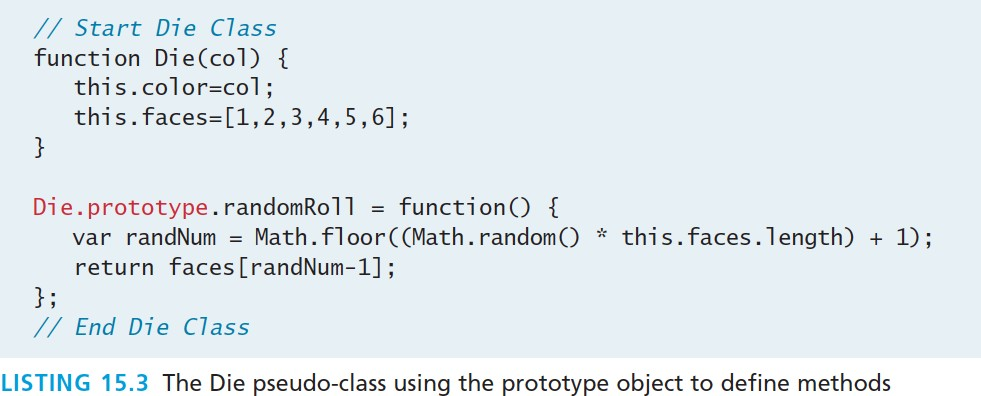 // Start Die Class
function Die(col) {
   this.color=col;
   this.faces=[1,2,3,4,5,6];
}

Die.prototype.randomRoll = function() {
   var randNum = Math.floor((Math.random() * this.faces.length) + 1);
   return faces[randNum-1];
};
// End Die Class
LISTING 15.3 The Die pseudo-class using the prototype object to define methods